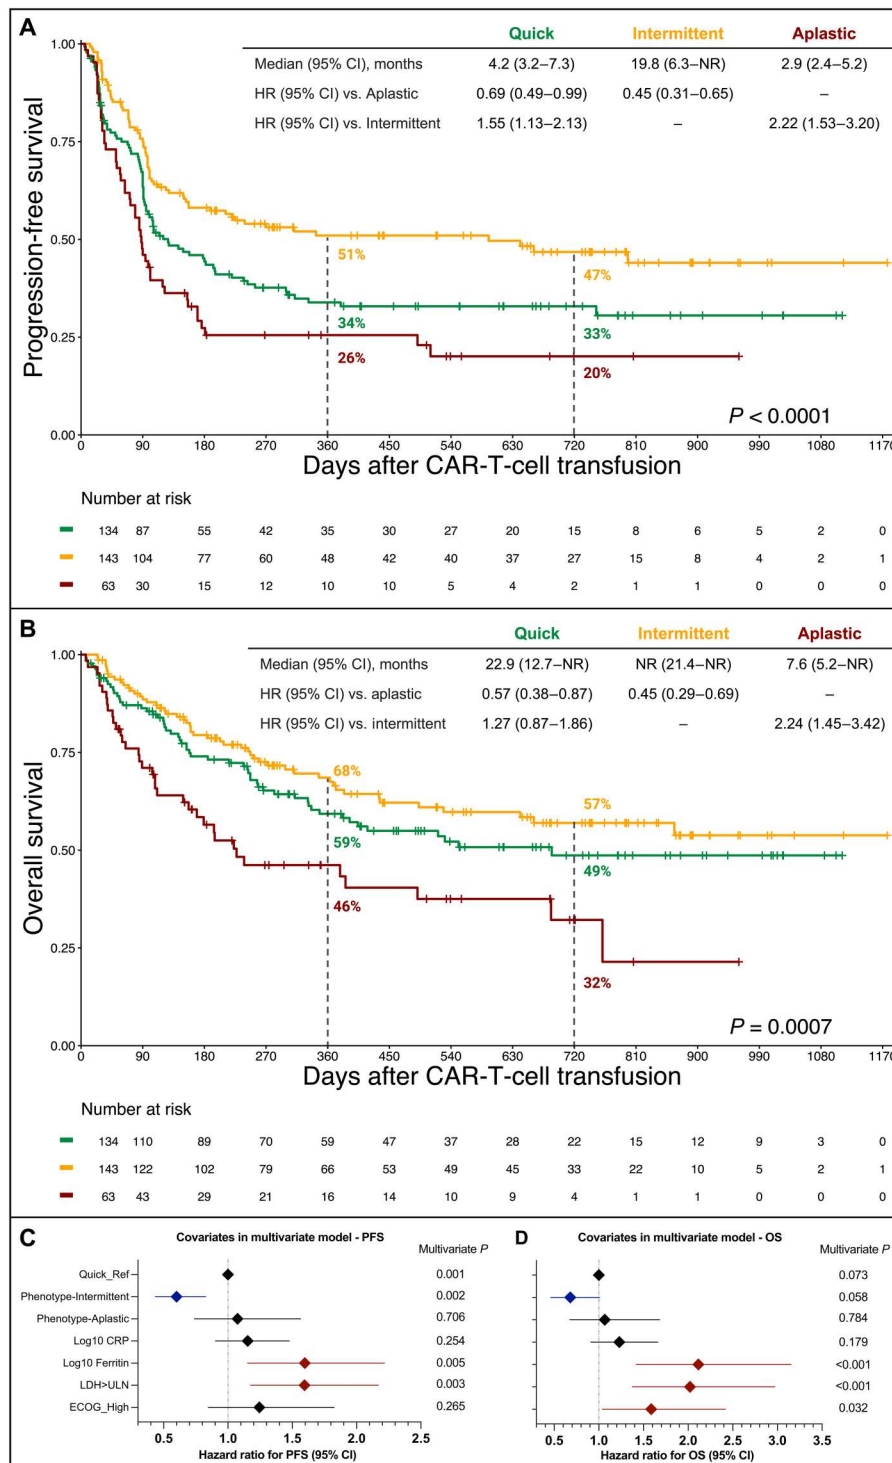 A
Quick Intermittent Aplastic
Median (95% CI), months 4.2 (3.2–7.3) 19.8 (6.3–NR) 2.9 (2.4–5.2)
HR (95% CI) vs. Aplastic 0.69 (0.49–0.99) 0.45 (0.31–0.65) –
HR (95% CI) vs. Intermittent 1.55 (1.13–2.13) – 2.22 (1.53–3.20)
Progression-free survival
1.00
0.75
0.50
0.25
0.00
51%
47%
34%
33%
26%
20%
P < 0.0001
0 90 180 270 360 450 540 630 720 810 900 990 1080 1170
Days after CAR-T-cell transfusion
Number at risk
134 87 55 42 35 30 27 20 15 8 6 5 2 0
143 104 77 60 48 42 40 37 27 15 8 4 2 1
63 30 15 12 10 10 5 4 2 1 1 0 0 0
B
Quick Intermittent Aplastic
Median (95% CI), months 22.9 (12.7–NR) NR (21.4–NR) 7.6 (5.2–NR)
HR (95% CI) vs. aplastic 0.57 (0.38–0.87) 0.45 (0.29–0.69) –
HR (95% CI) vs. intermittent 1.27 (0.87–1.86) – 2.24 (1.45–3.42)
Overall survival
1.00
0.75
0.50
0.25
0.00
68%
57%
59%
49%
46%
32%
P = 0.0007
0 90 180 270 360 450 540 630 720 810 900 990 1080 1170
Days after CAR-T-cell transfusion
Number at risk
134 110 89 70 59 47 37 28 22 15 12 9 3 0
143 122 102 79 66 53 49 45 33 22 10 5 2 1
63 43 29 21 16 14 10 9 4 1 1 0 0 0
C
Covariates in multivariate model - PFS
Multivariate P
Quick_Ref 0.001
Phenotype-Intermittent 0.002
Phenotype-Aplastic 0.706
Log10 CRP 0.254
Log10 Ferritin 0.005
LDH>ULN 0.003
ECOG_High 0.265
0.5 1.0 1.5 2.0 2.5
Hazard ratio for PFS (95% CI)
D
Covariates in multivariate model - OS
Multivariate P
0.073
0.058
0.784
0.179
<0.001
<0.001
0.032
0.5 1.0 1.5 2.0 2.5 3.0 3.5
Hazard ratio for OS (95% CI)